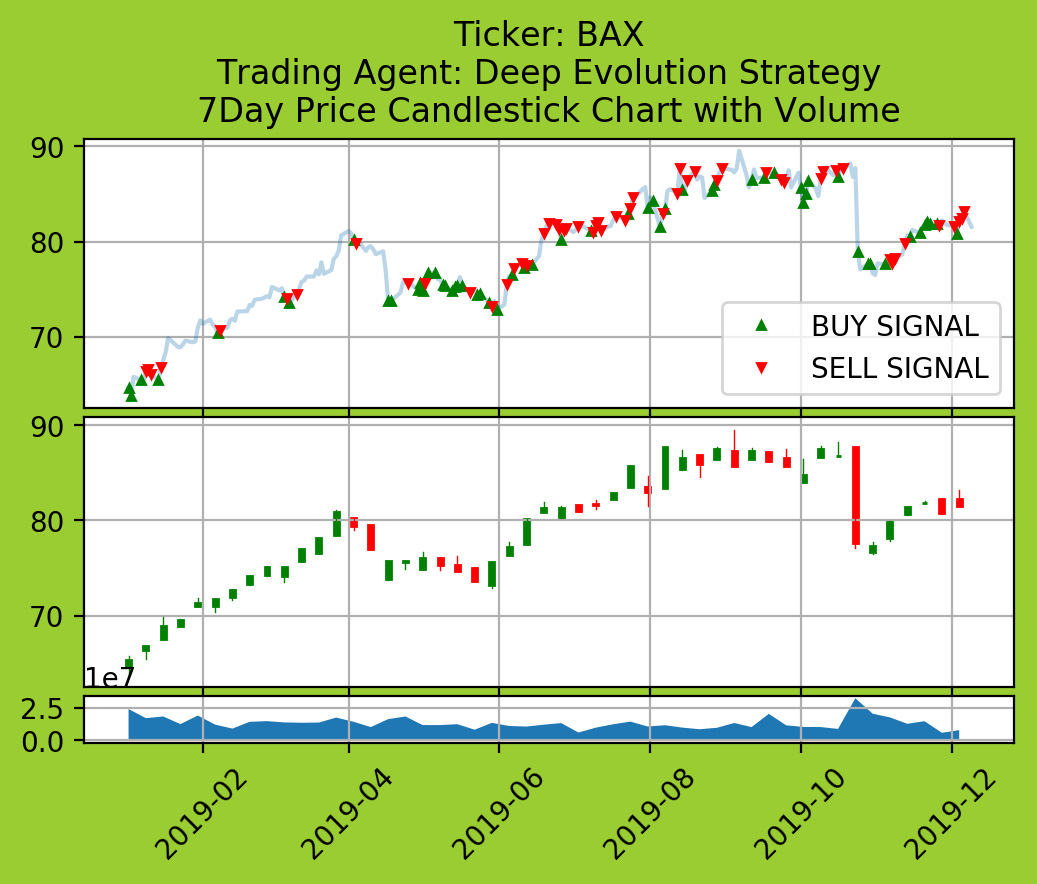 Ticker: BAX
Trading Agent: Deep Evolution Strategy
7Day Price Candlestick Chart with Volume
90
80
70
BUY SIGNAL
SELL SIGNAL
90
80
70
1e7
2.5
0.0
2019-02
2019-04
2019-06
2019-08
2019-10
2019-12